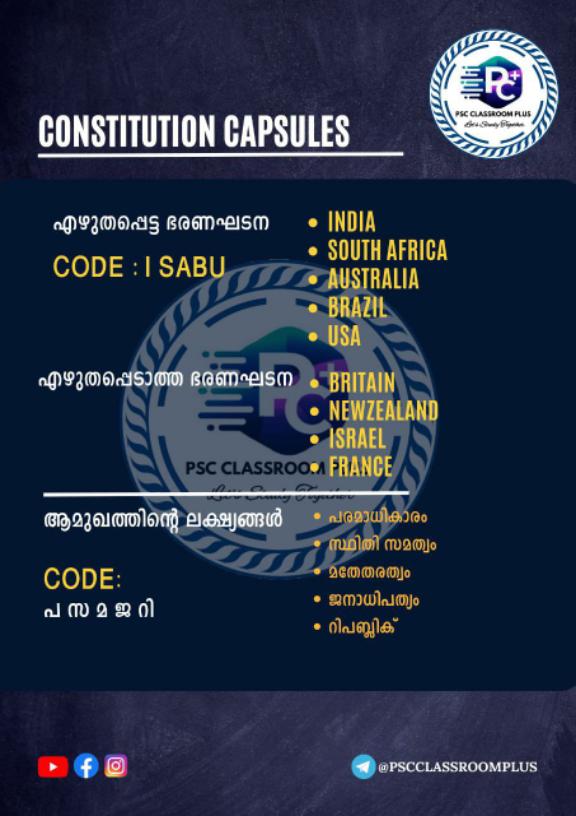 PC+
PSC CLASSROOM PLUS
Let's Study Together
CONSTITUTION CAPSULES
എഴുതപ്പെട്ട ഭരണഘടന
CODE : I SABU
• INDIA
• SOUTH AFRICA
• AUSTRALIA
• BRAZIL
• USA
എഴുതപ്പെടാത്ത ഭരണഘടന
• BRITAIN
• NEWZEALAND
• ISRAEL
• FRANCE
PC+
PSC CLASSROOM
Let's Study Together
ആമുഖത്തിന്റെ ലക്ഷ്യങ്ങൾ
CODE:
പ സ മ ജ റി
• പരമാധികാരം
• സ്ഥിതി സമത്വം
• മതേതരത്വം
• ജനാധിപത്യം
• റിപബ്ലിക്
@PSCCLASSROOMPLUS